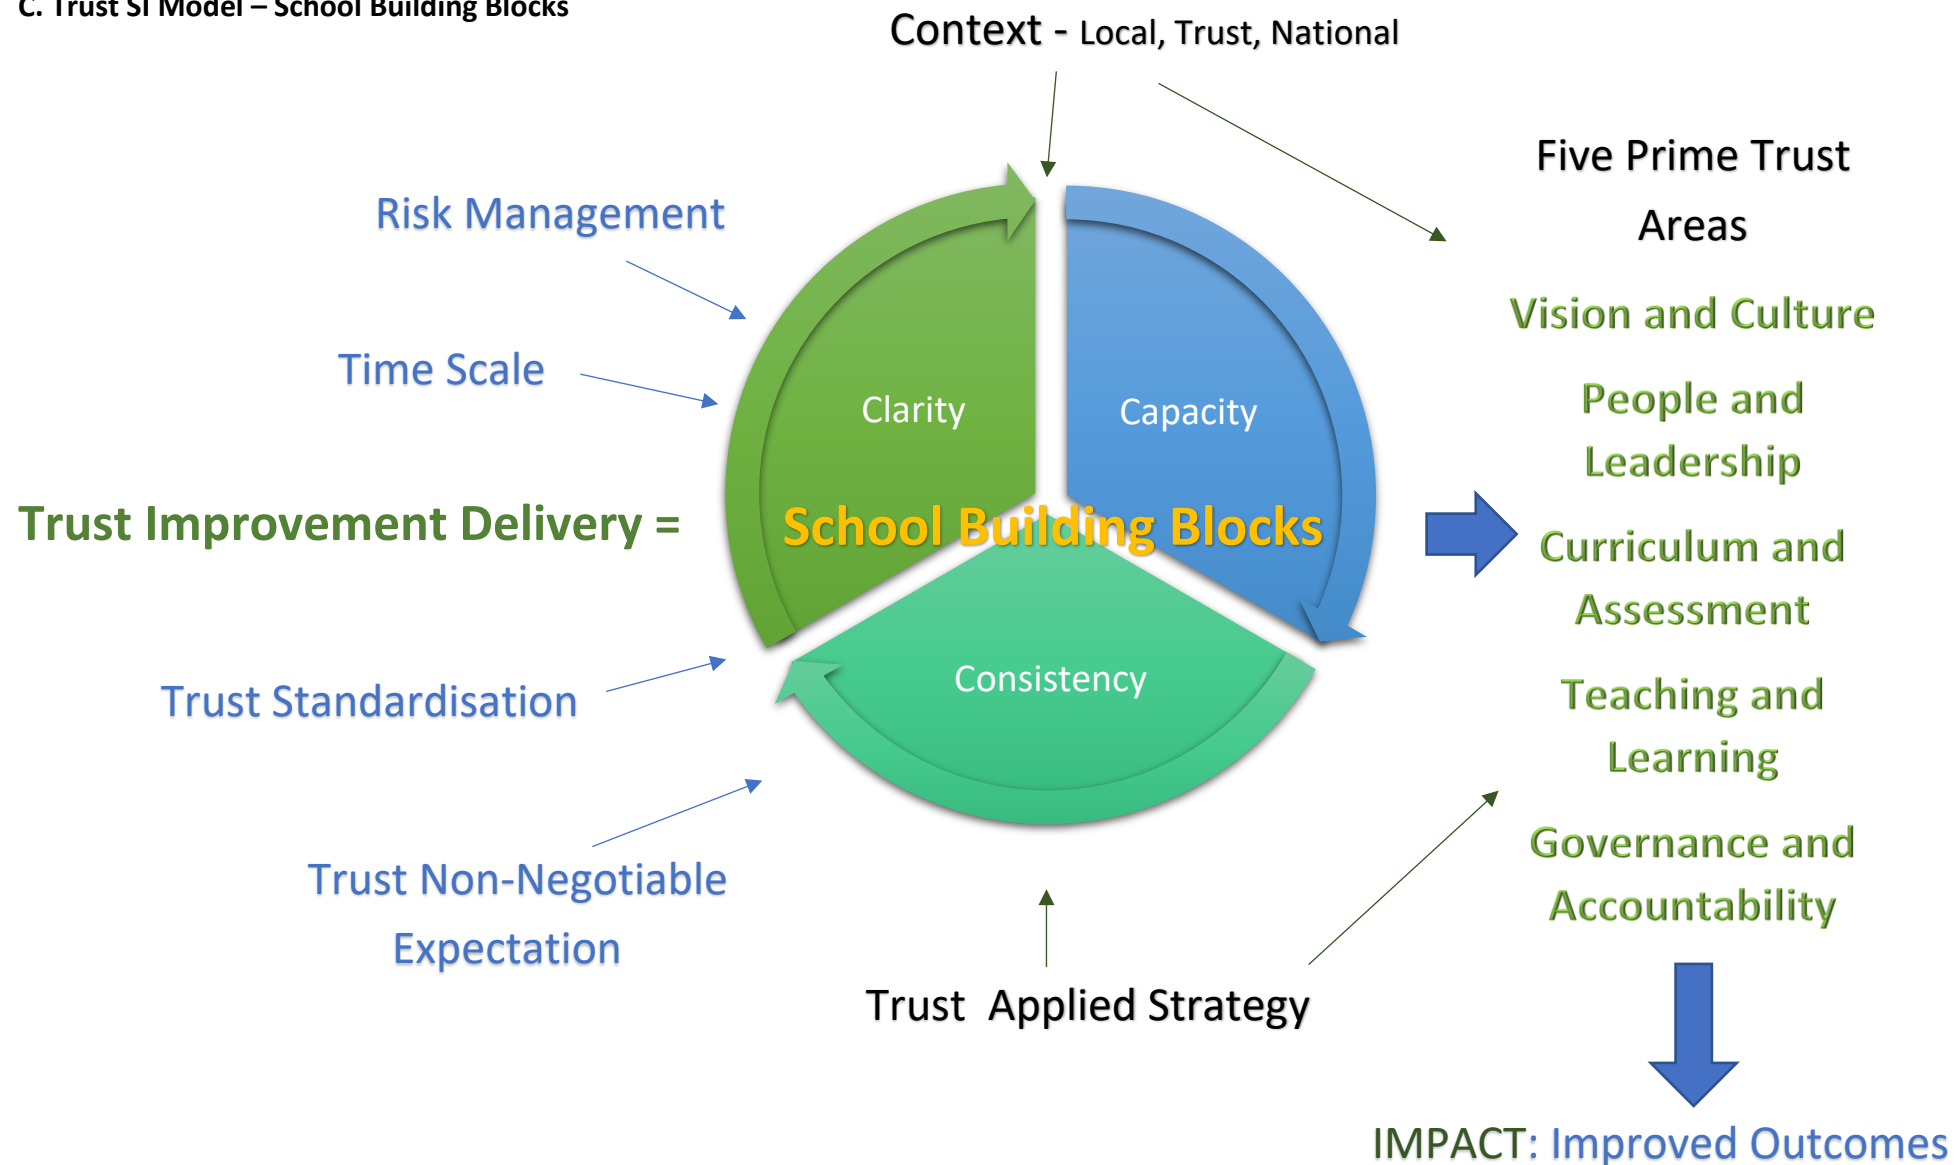 C. Trust SI Model – School Building Blocks
Context - Local, Trust, National
Five Prime Trust
Areas
Risk Management
Vision and Culture
Time Scale
People and
Leadership
Clarity
Capacity
Trust Improvement Delivery =
School Building Blocks
Curriculum and
Assessment
Consistency
Trust Standardisation
Teaching and
Learning
Trust Non-Negotiable
Expectation
Governance and
Accountability
Trust  Applied Strategy
IMPACT: Improved Outcomes